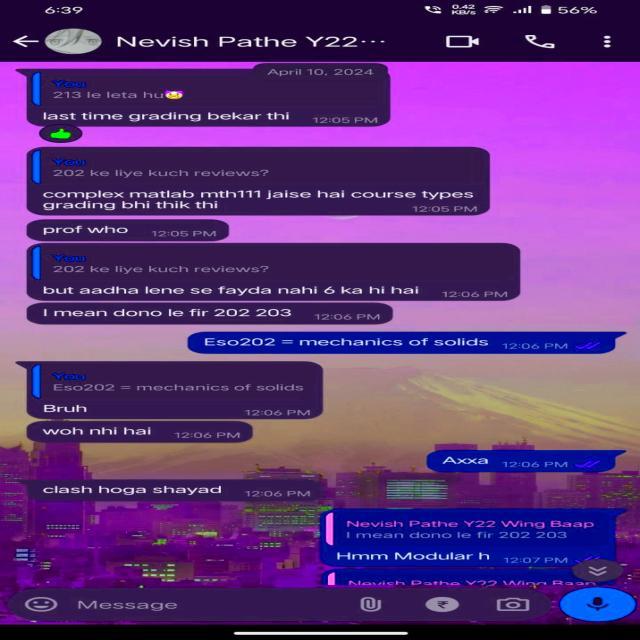 6:39
0.42 KB/s
56%
Nevish Pathe Y22...
April 10, 2024
You
213 le leta hu🤡
last time grading bekar thi 12:05 PM
You
202 ke liye kuch reviews?
complex matlab mth111 jaise hai course types
grading bhi thik thi 12:05 PM
prof who 12:05 PM
You
202 ke liye kuch reviews?
but aadha lene se fayda nahi 6 ka hi hai 12:06 PM
I mean dono le fir 202 203 12:06 PM
Eso202 = mechanics of solids 12:06 PM
You
Eso202 = mechanics of solids
Bruh 12:06 PM
woh nhi hai 12:06 PM
Axxa 12:06 PM
clash hoga shayad 12:06 PM
Nevish Pathe Y22 Wing Baap
I mean dono le fir 202 203
Hmm Modular h 12:07 PM
Nevish Pathe Y22 Wing Baap
Message